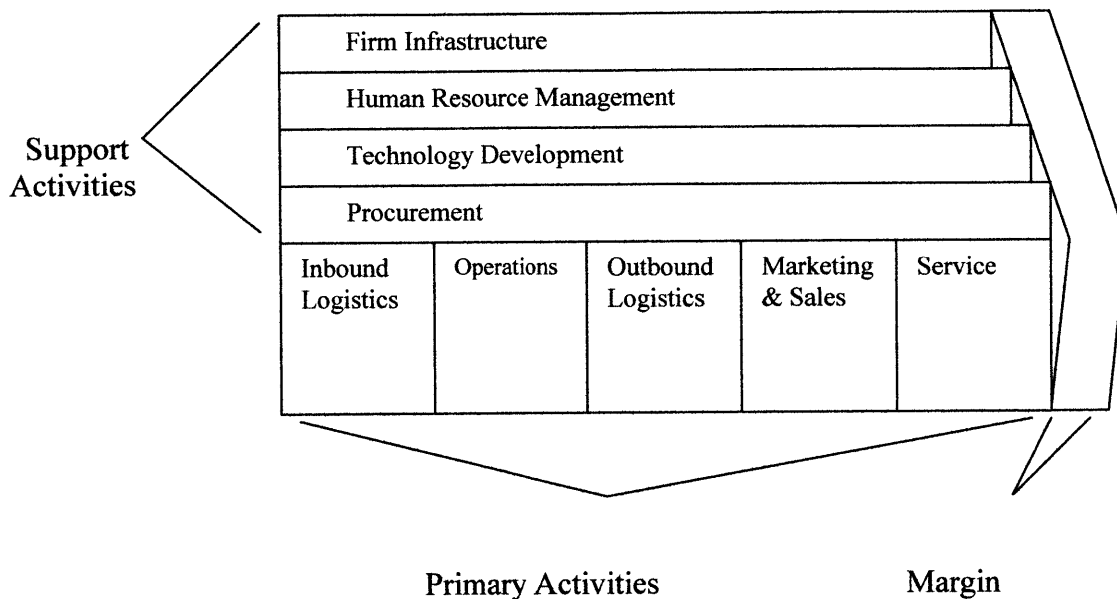 Firm Infrastructure
Human Resource Management
Technology Development
Procurement
Support
Activities
Inbound
Logistics
Operations
Outbound
Logistics
Marketing
& Sales
Service
Primary Activities
Margin